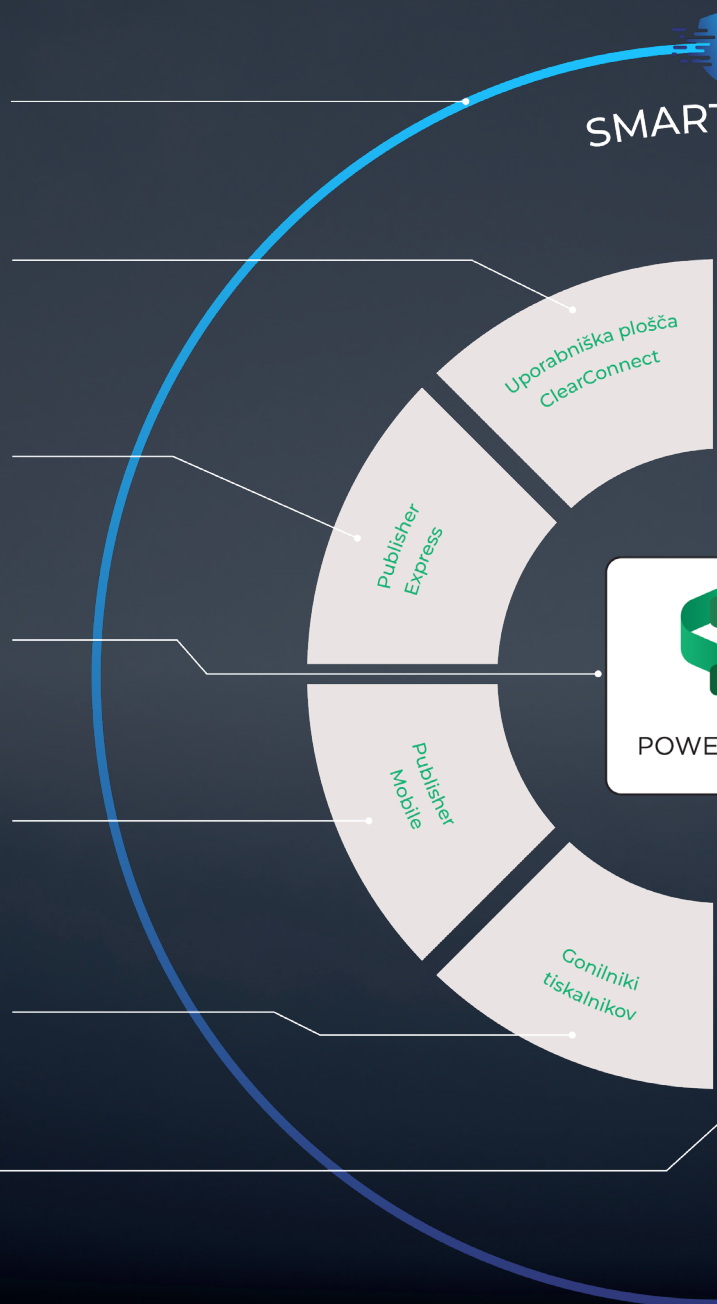 SMART
Uporabniška plošča
ClearConnect
Publisher
Express
POWE
Publisher
Mobile
Gonilniki
tiskalnikov